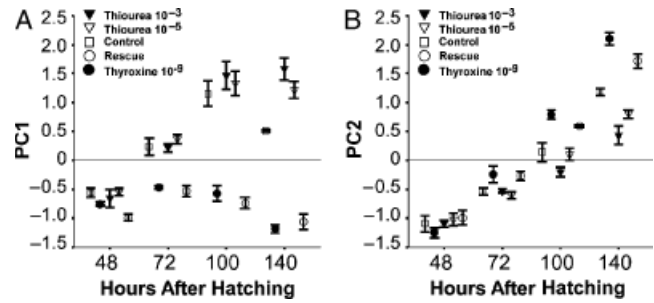 A
Thiourea 10⁻³
Thiourea 10⁻⁵
Control
Rescue
Thyroxine 10⁻⁹
PC1
2.5
2.0
1.5
1.0
0.5
0
−0.5
−1.0
−1.5
48 72 100 140
Hours After Hatching
B
Thiourea 10⁻³
Thiourea 10⁻⁵
Control
Rescue
Thyroxine 10⁻⁹
PC2
2.5
2.0
1.5
1.0
0.5
0
−0.5
−1.0
−1.5
48 72 100 140
Hours After Hatching